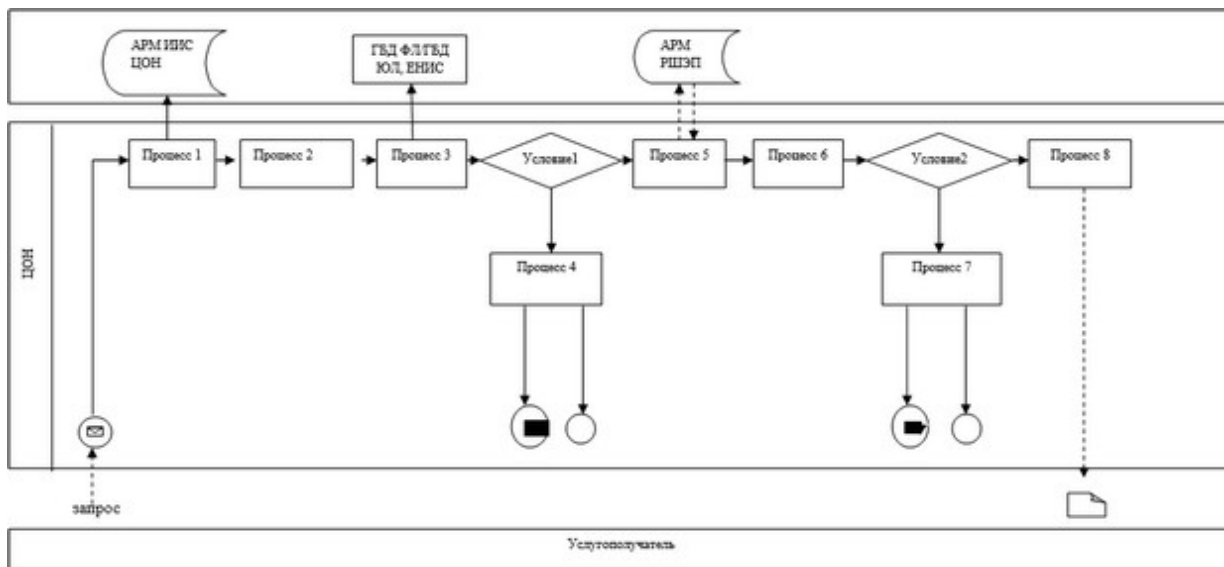 АРМ ИИС
ЦОН
ГБД ФЛ/ГБД
ЮЛ, ЕНИС
АРМ
РШЭП
ЦОН
Процесс 1
Процесс 2
Процесс 3
Условие1
Процесс 5
Процесс 6
Условие2
Процесс 8
Процесс 4
Процесс 7
запрос
Услугополучатель